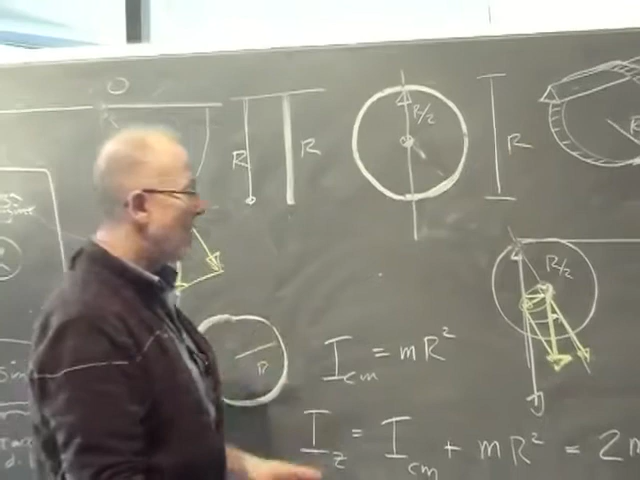 O
R
R
R/2
R
R
R/2
R
I_cm = mR²
I_z = I_cm + mR² = 2m